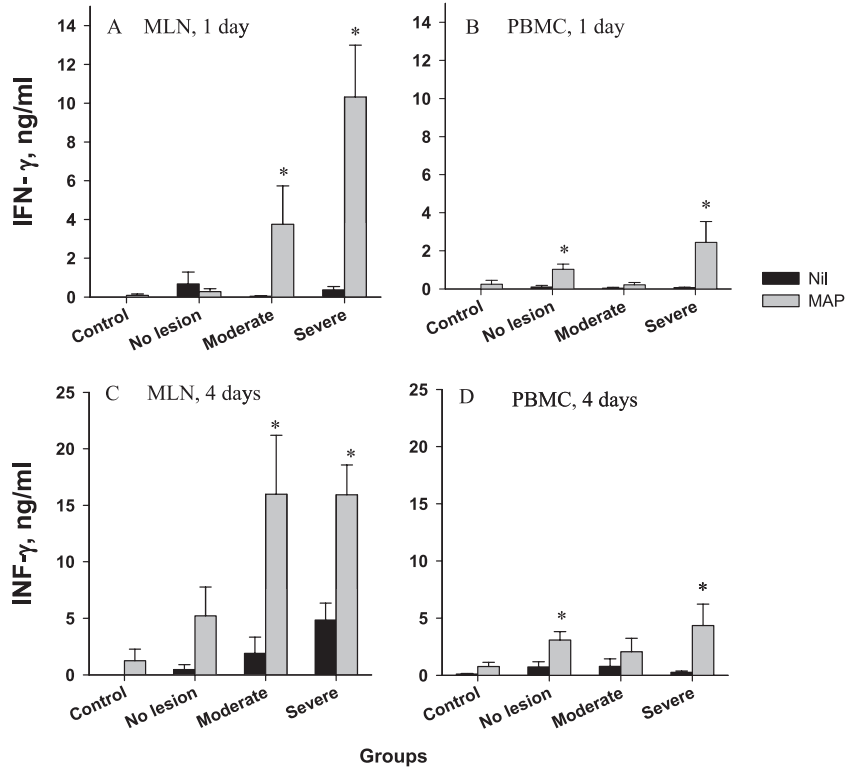 A MLN, 1 day
14
12
10
8
6
4
2
0
IFN- γ, ng/ml
*
*
Control
No lesion
Moderate
Severe
B PBMC, 1 day
14
12
10
8
6
4
2
0
*
*
Control
No lesion
Moderate
Severe
Nil
MAP
C MLN, 4 days
25
20
15
10
5
0
INF-γ, ng/ml
*
*
Control
No lesion
Moderate
Severe
D PBMC, 4 days
25
20
15
10
5
0
*
*
Control
No lesion
Moderate
Severe
Groups